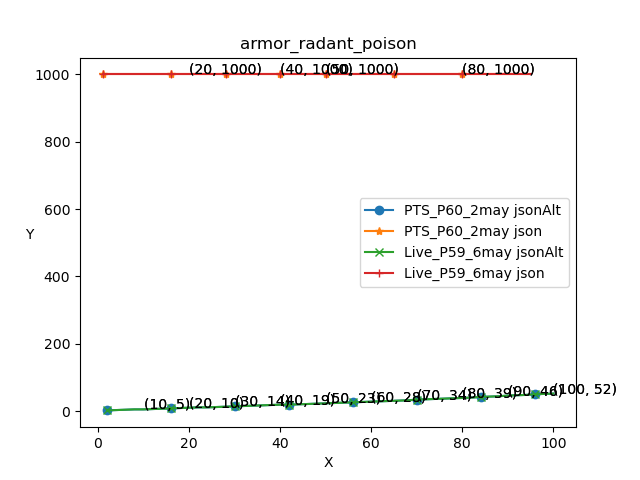 armor_radant_poison
1000
(20, 1000)
(40, 1000)
(50, 1000)
(80, 1000)
800
600
PTS_P60_2may jsonAlt
PTS_P60_2may json
Live_P59_6may jsonAlt
Live_P59_6may json
Y
400
200
0
(10, 5)
(20, 10)
(30, 14)
(40, 19)
(50, 23)
(60, 28)
(70, 34)
(80, 39)
(90, 46)
(100, 52)
0 20 40 60 80 100
X